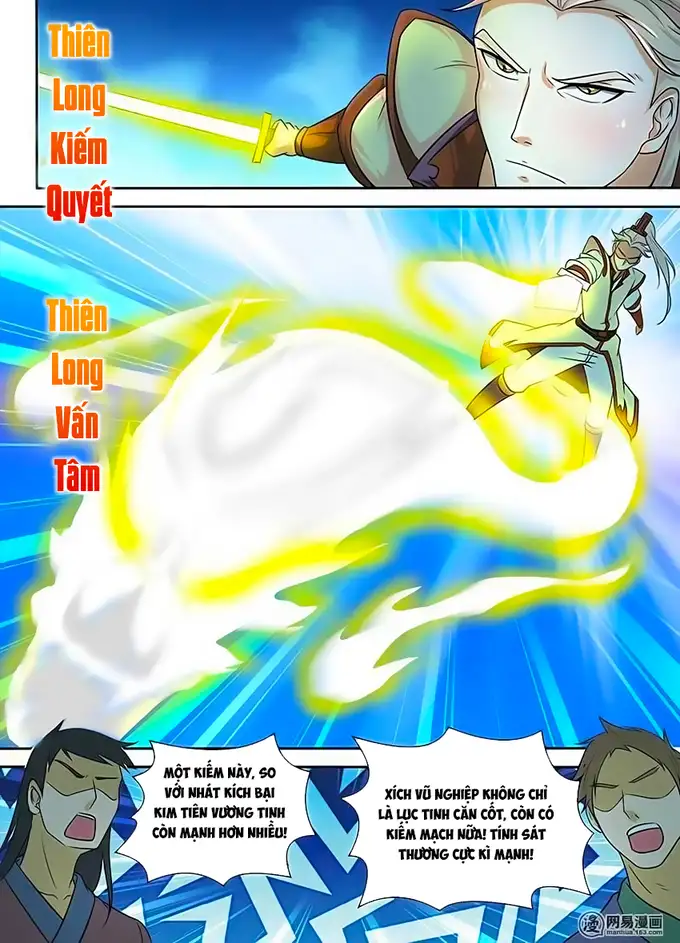 Thiên
Long
Kiếm
Quyết
Thiên
Long
Vấn
Tâm
MỘT KIẾM NÀY, SO
VỚI NHẤT KÍCH BẠI
KIM TIÊN VƯƠNG TINH
CÒN MẠNH HƠN NHIỀU!
XÍCH VŨ NGHIỆP KHÔNG CHỈ
LÀ LỤC TINH CĂN CỐT, CÒN CÓ
KIẾM MẠCH NỮA! TÍNH SÁT
THƯƠNG CỰC KÌ MẠNH!
网易漫画
manhua.163.com